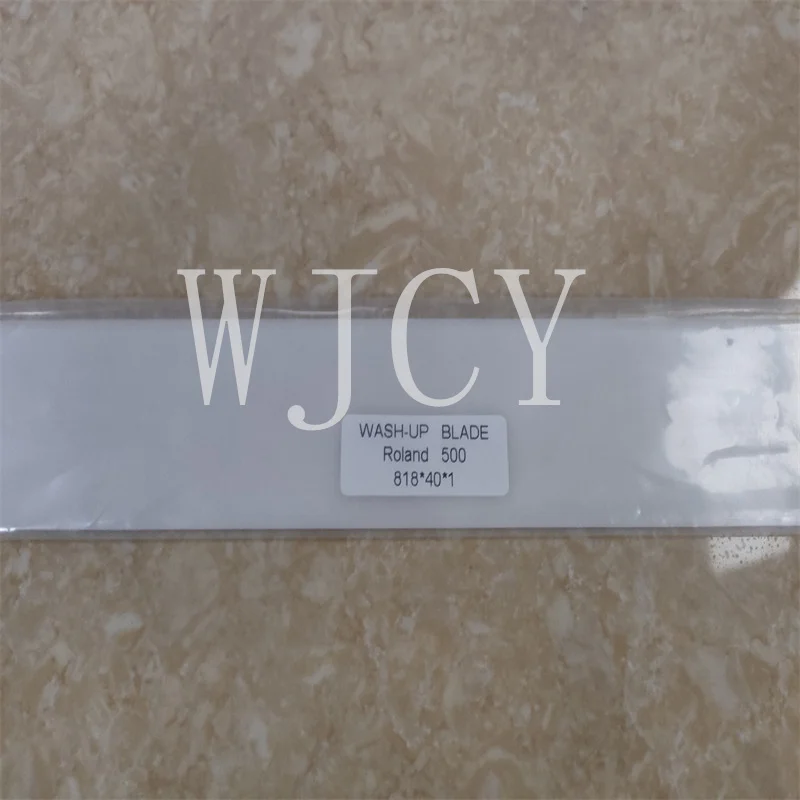 WJCY
WASH-UP BLADE
Roland 500
818*40*1